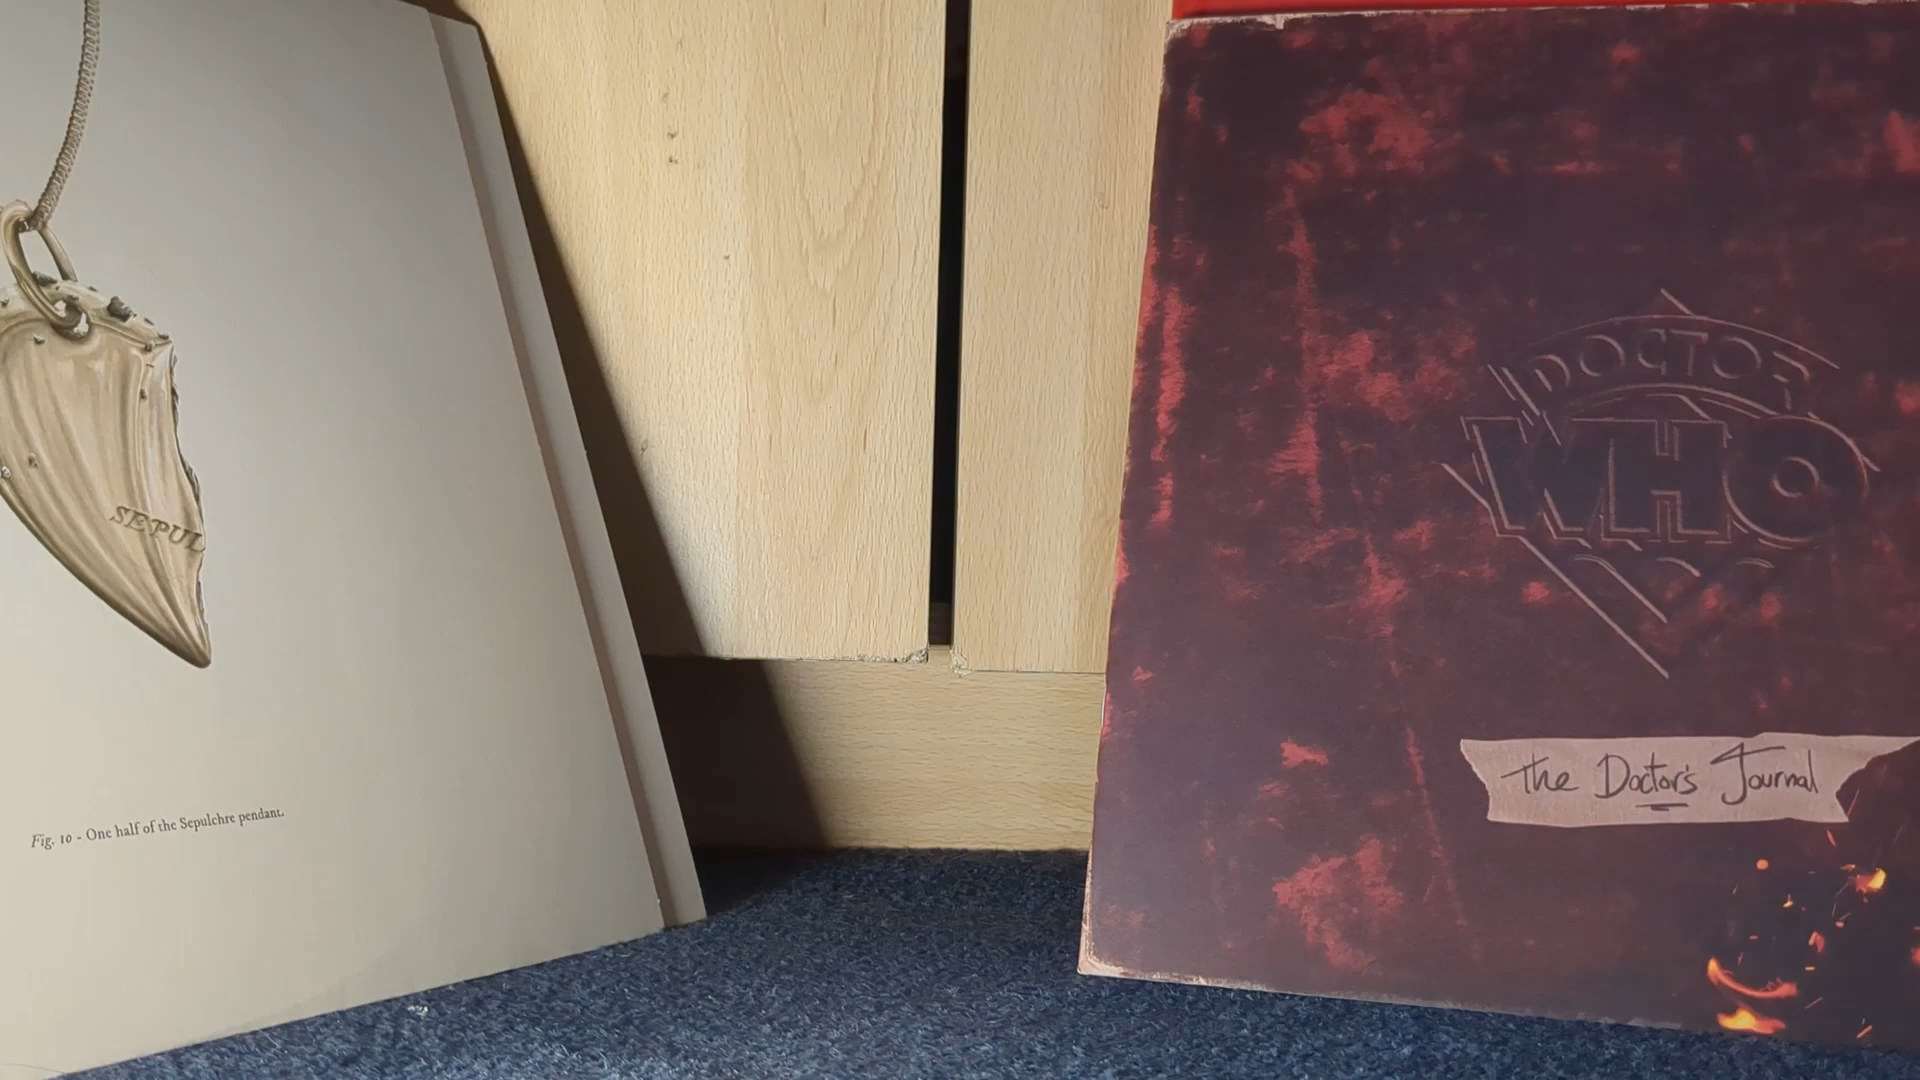 SEPUL
Fig. 10 - One half of the Sepulchre pendant.
DOCTOR
WHO
The Doctor's Journal